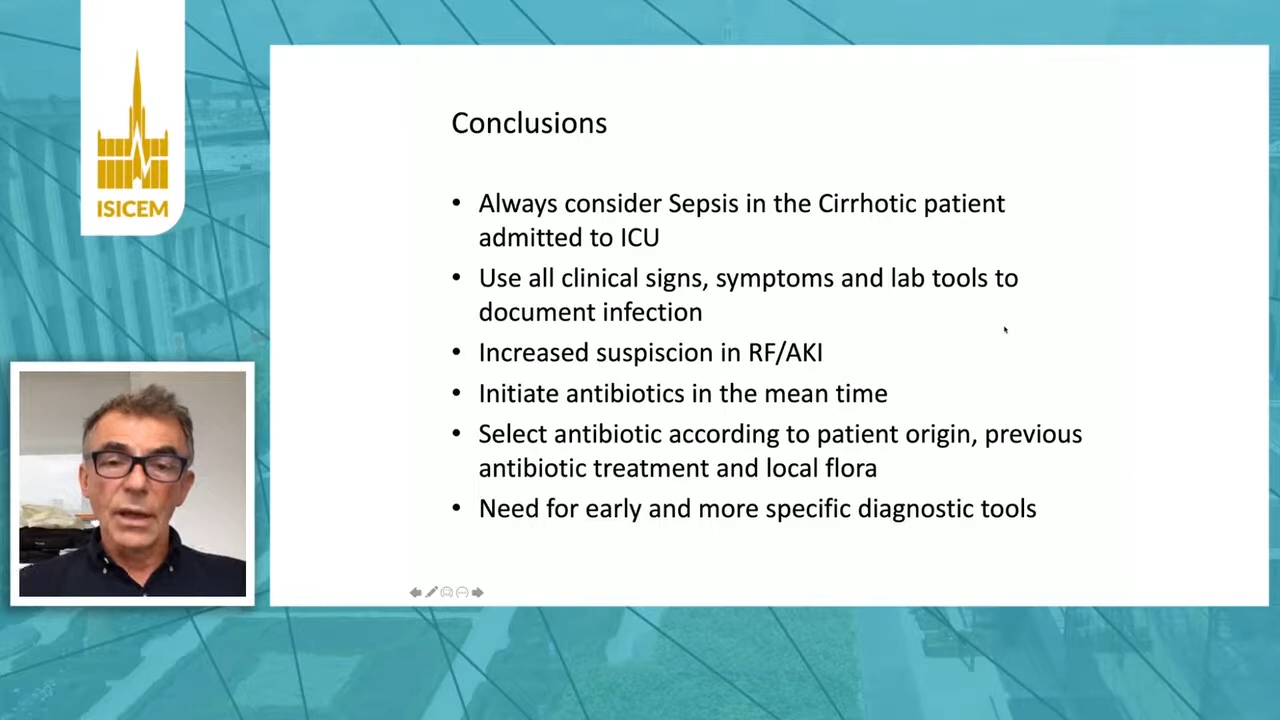 ISICEM
Conclusions
• Always consider Sepsis in the Cirrhotic patient
admitted to ICU
• Use all clinical signs, symptoms and lab tools to
document infection
• Increased suspiscion in RF/AKI
• Initiate antibiotics in the mean time
• Select antibiotic according to patient origin, previous
antibiotic treatment and local flora
• Need for early and more specific diagnostic tools